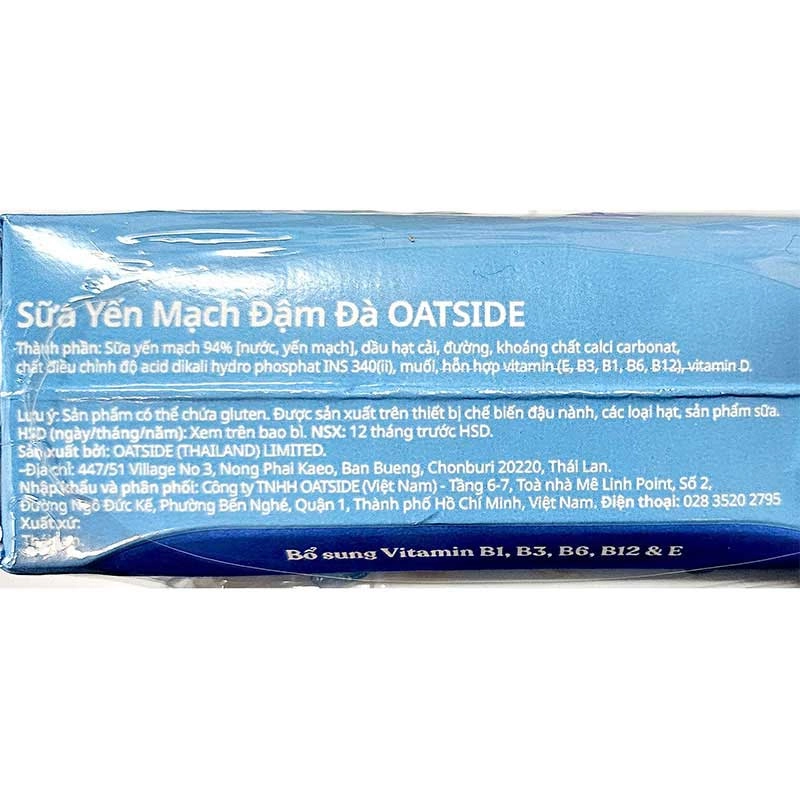 Sữa Yến Mạch Đậm Đà OATSIDE
Thành phần: Sữa yến mạch 94% [nước, yến mạch], dầu hạt cải, đường, khoáng chất calci carbonat,
chất điều chỉnh độ acid dikali hydro phosphat INS 340(ii), muối, hỗn hợp vitamin (E, B3, B1, B6, B12), vitamin D.
Lưu ý: Sản phẩm có thể chứa gluten. Được sản xuất trên thiết bị chế biến đậu nành, các loại hạt, sản phẩm sữa.
HSD (ngày/tháng/năm): Xem trên bao bì. NSX: 12 tháng trước HSD.
Sản xuất bởi: OATSIDE (THAILAND) LIMITED.
Địa chỉ: 447/51 Village No 3, Nong Phai Kaeo, Ban Bueng, Chonburi 20220, Thái Lan.
Nhập khẩu và phân phối: Công ty TNHH OATSIDE (Việt Nam) - Tầng 6-7, Toà nhà Mê Linh Point, Số 2,
Đường Ngô Đức Kế, Phường Bến Nghé, Quận 1, Thành phố Hồ Chí Minh, Việt Nam. Điện thoại: 028 3520 2795
Xuất xứ:
Bổ sung Vitamin B1, B3, B6, B12 & E